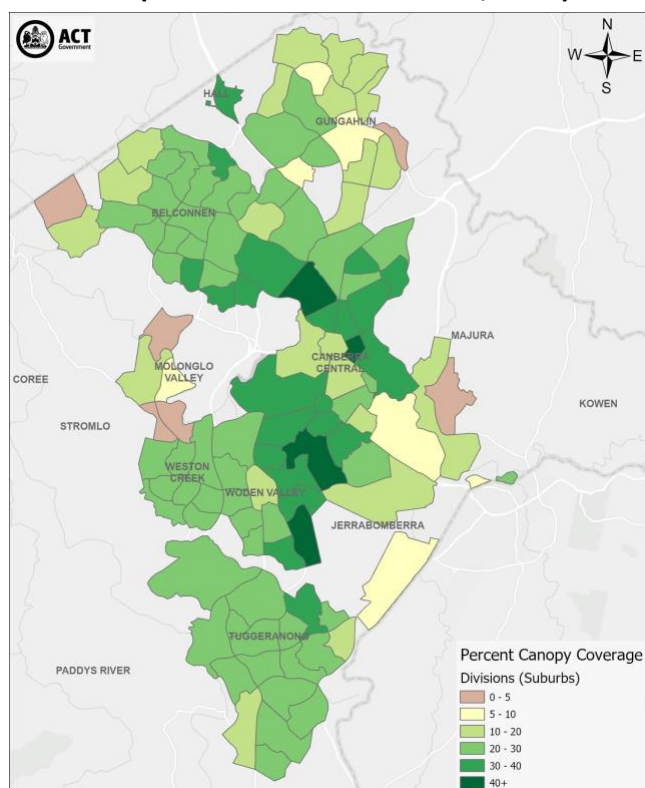 ACT
Government
N
W E
S
HALL
GUNGAHLIN
BELCONNEN
MAJURA
CANBERRA
CENTRAL
MOLONGLO
VALLEY
COREE
KOWEN
STROMLO
WESTON
CREEK
WODEN VALLEY
JERRABOMBERRA
TUGGERANONG
PADDYS RIVER
Percent Canopy Coverage
Divisions (Suburbs)
0 - 5
5 - 10
10 - 20
20 - 30
30 - 40
40+